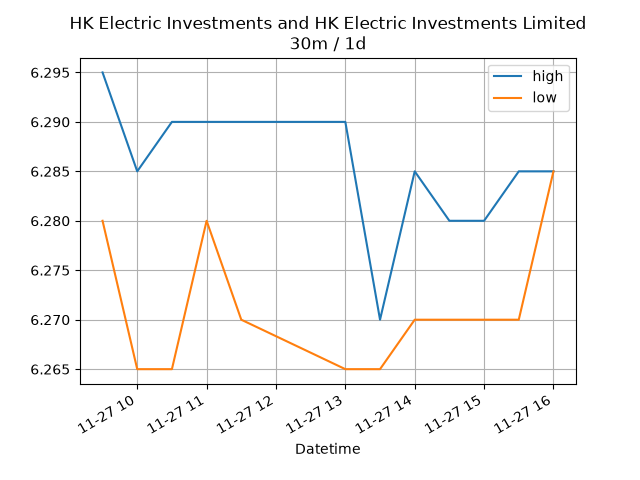 HK Electric Investments and HK Electric Investments Limited
30m / 1d
high
low
6.295
6.290
6.285
6.280
6.275
6.270
6.265
11-27 10
11-27 11
11-27 12
11-27 13
11-27 14
11-27 15
11-27 16
Datetime